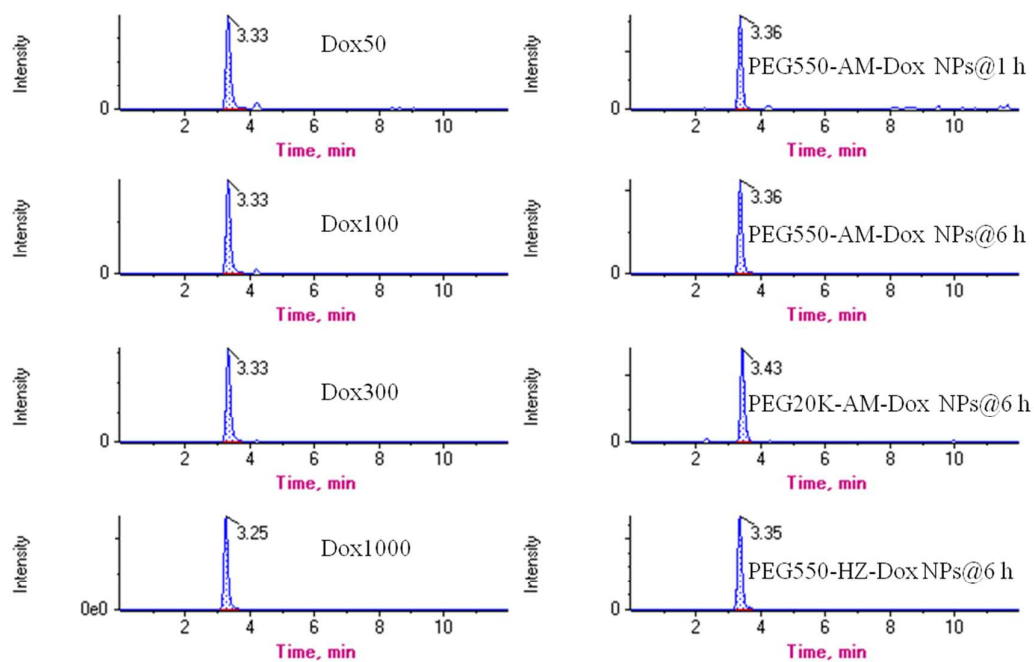 Intensity
3.33
Dox50
0
2 4 6 8 10
Time, min
Intensity
3.36
PEG550-AM-Dox NPs@1 h
0
2 4 6 8 10
Time, min
Intensity
3.33
Dox100
0
2 4 6 8 10
Time, min
Intensity
3.36
PEG550-AM-Dox NPs@6 h
0
2 4 6 8 10
Time, min
Intensity
3.33
Dox300
0
2 4 6 8 10
Time, min
Intensity
3.43
PEG20K-AM-Dox NPs@6 h
0
2 4 6 8 10
Time, min
Intensity
3.25
Dox1000
0e0
2 4 6 8 10
Time, min
Intensity
3.35
PEG550-HZ-Dox NPs@6 h
0
2 4 6 8 10
Time, min